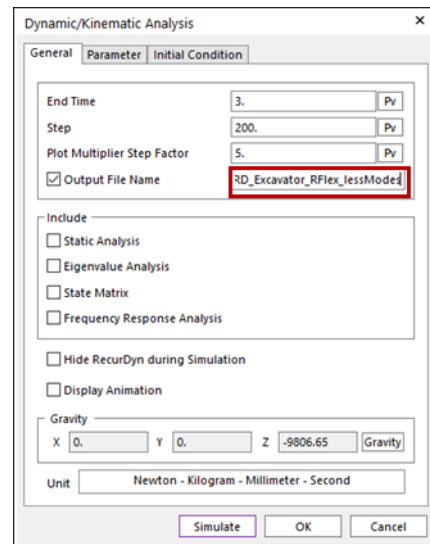 Dynamic/Kinematic Analysis
×
General Parameter Initial Condition
End Time 3. Pv
Step 200. Pv
Plot Multiplier Step Factor 5. Pv
Output File Name RD_Excavator_RFlex_lessModes
Include
Static Analysis
Eigenvalue Analysis
State Matrix
Frequency Response Analysis
Hide RecurDyn during Simulation
Display Animation
Gravity
X 0. Y 0. Z -9806.65 Gravity
Unit Newton - Kilogram - Millimeter - Second
Simulate OK Cancel